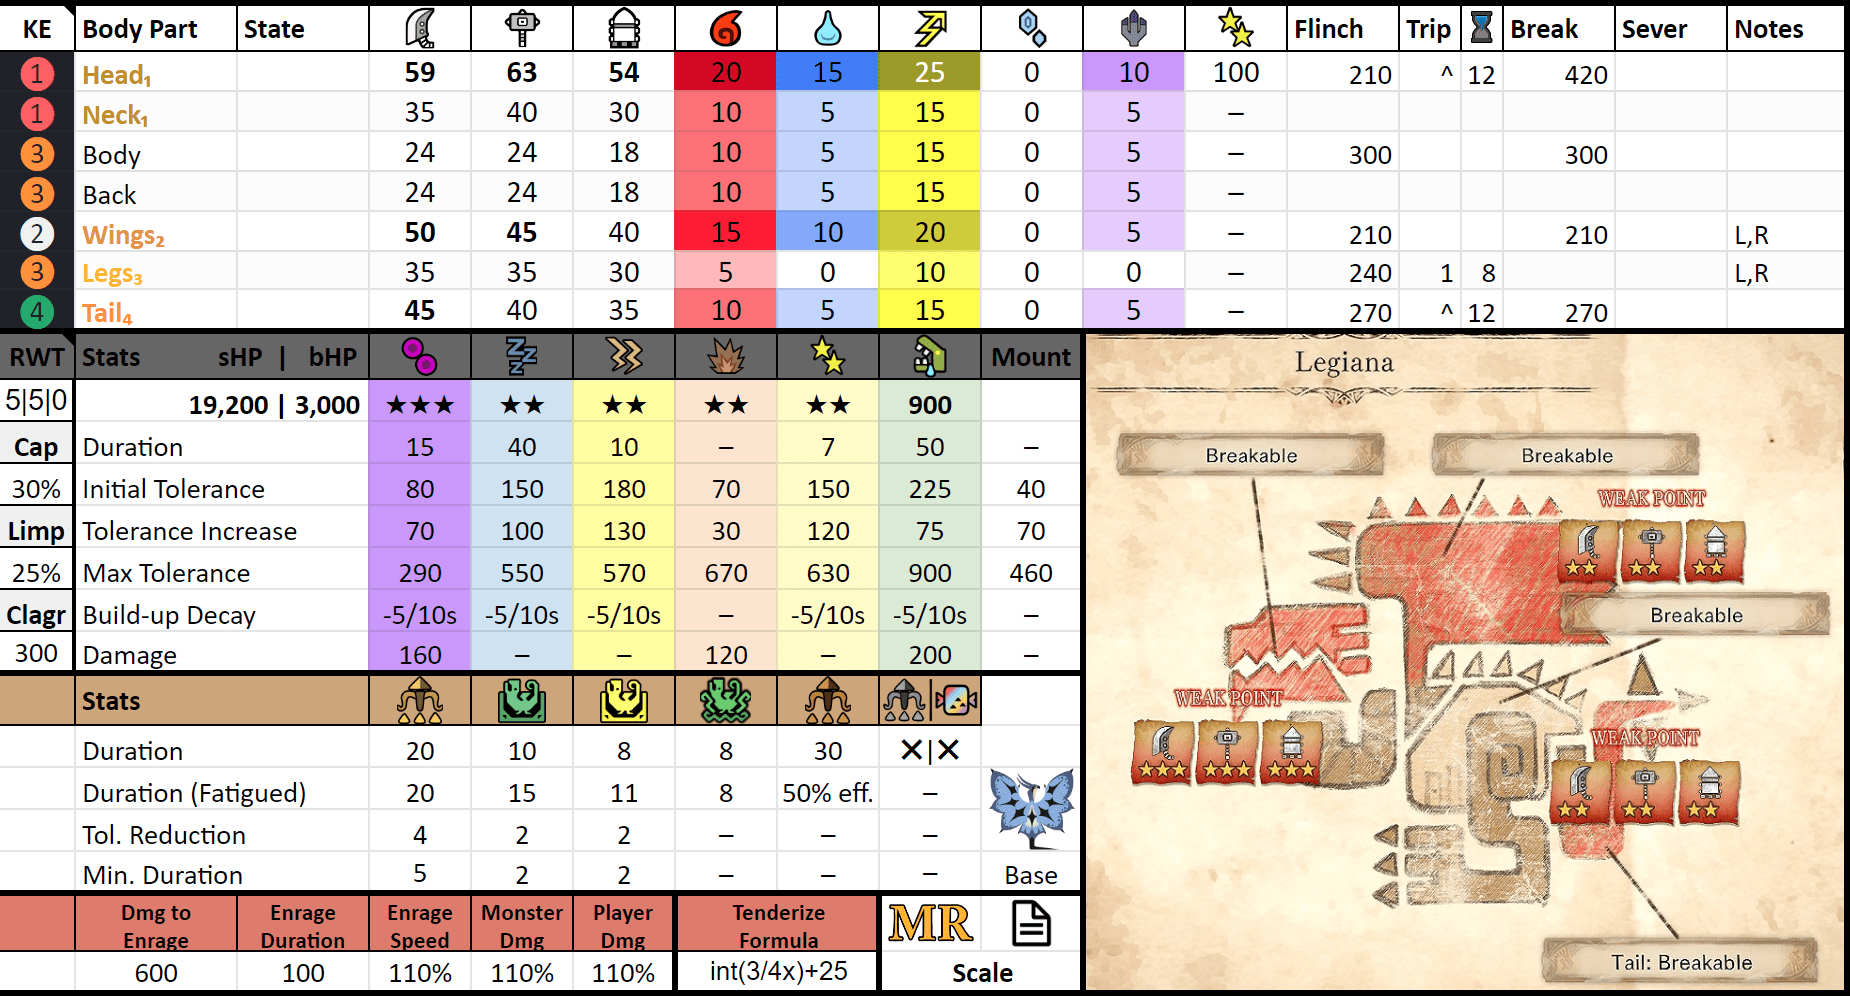 KE Body Part State Flinch Trip Break Sever Notes
1 Head₁ 59 63 54 20 15 25 0 10 100 210 ^ 12 420
1 Neck₁ 35 40 30 10 5 15 0 5 –
3 Body 24 24 18 10 5 15 0 5 – 300 300
3 Back 24 24 18 10 5 15 0 5 –
2 Wings₂ 50 45 40 15 10 20 0 5 – 210 210 L,R
3 Legs₃ 35 35 30 5 0 10 0 0 – 240 1 8 L,R
4 Tail₄ 45 40 35 10 5 15 0 5 – 270 ^ 12 270
RWT Stats sHP | bHP Mount
5|5|0 19,200 | 3,000 ★★★ ★★ ★★ ★★ ★★ 900
Cap Duration 15 40 10 – 7 50 –
30% Initial Tolerance 80 150 180 70 150 225 40
Limp Tolerance Increase 70 100 130 30 120 75 70
25% Max Tolerance 290 550 570 670 630 900 460
Clagr Build-up Decay -5/10s -5/10s -5/10s – -5/10s -5/10s –
300 Damage 160 – – 120 – 200 –
Stats
Duration 20 10 8 8 30 ✕|✕
Duration (Fatigued) 20 15 11 8 50% eff. –
Tol. Reduction 4 2 2 – – –
Min. Duration 5 2 2 – – – Base
Dmg to Enrage Enrage Duration Enrage Speed Monster Dmg Player Dmg Tenderize Formula MR
600 100 110% 110% 110% int(3/4x)+25 Scale
Legiana
Breakable
Breakable
WEAK POINT
Breakable
WEAK POINT
WEAK POINT
Tail: Breakable